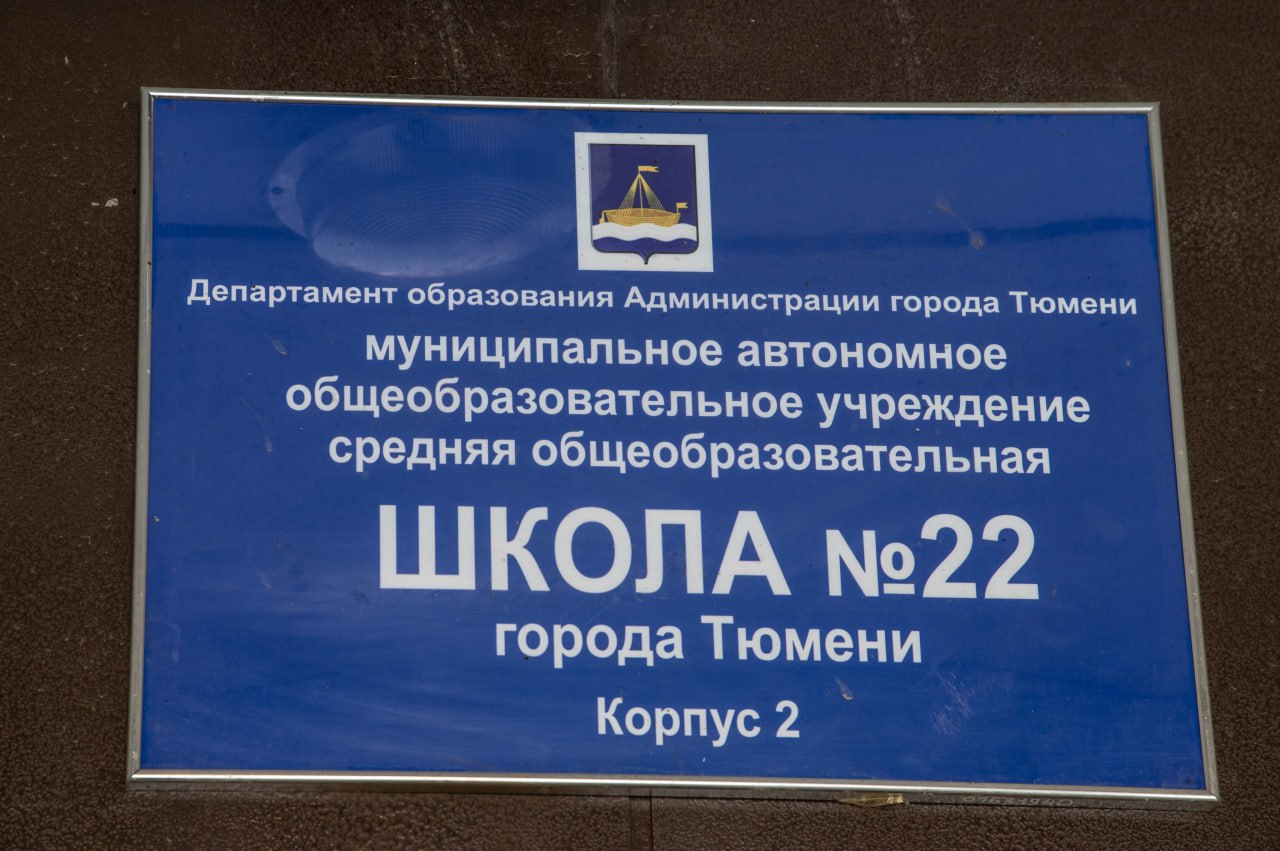 Департамент образования Администрации города Тюмени
муниципальное автономное
общеобразовательное учреждение
средняя общеобразовательная
ШКОЛА №22
города Тюмени
Корпус 2